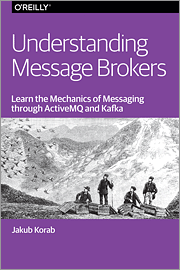 O'REILLY®
Understanding
Message Brokers
Learn the Mechanics of Messaging
through ActiveMQ and Kafka
Jakub Korab